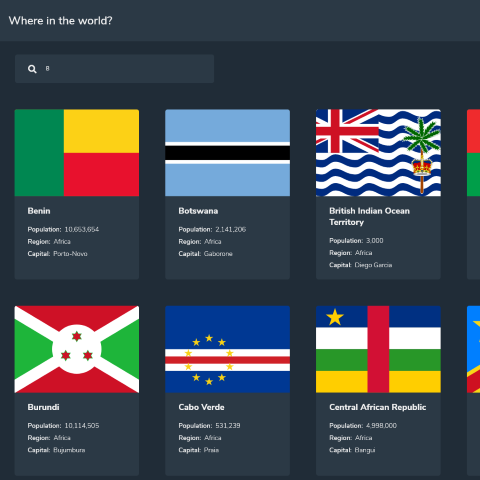 Where in the world?
B
Benin
Population: 10,653,654
Region: Africa
Capital: Porto-Novo
Botswana
Population: 2,141,206
Region: Africa
Capital: Gaborone
British Indian Ocean
Territory
Population: 3,000
Region: Africa
Capital: Diego Garcia
Burundi
Population: 10,114,505
Region: Africa
Capital: Bujumbura
Cabo Verde
Population: 531,239
Region: Africa
Capital: Praia
Central African Republic
Population: 4,998,000
Region: Africa
Capital: Bangui